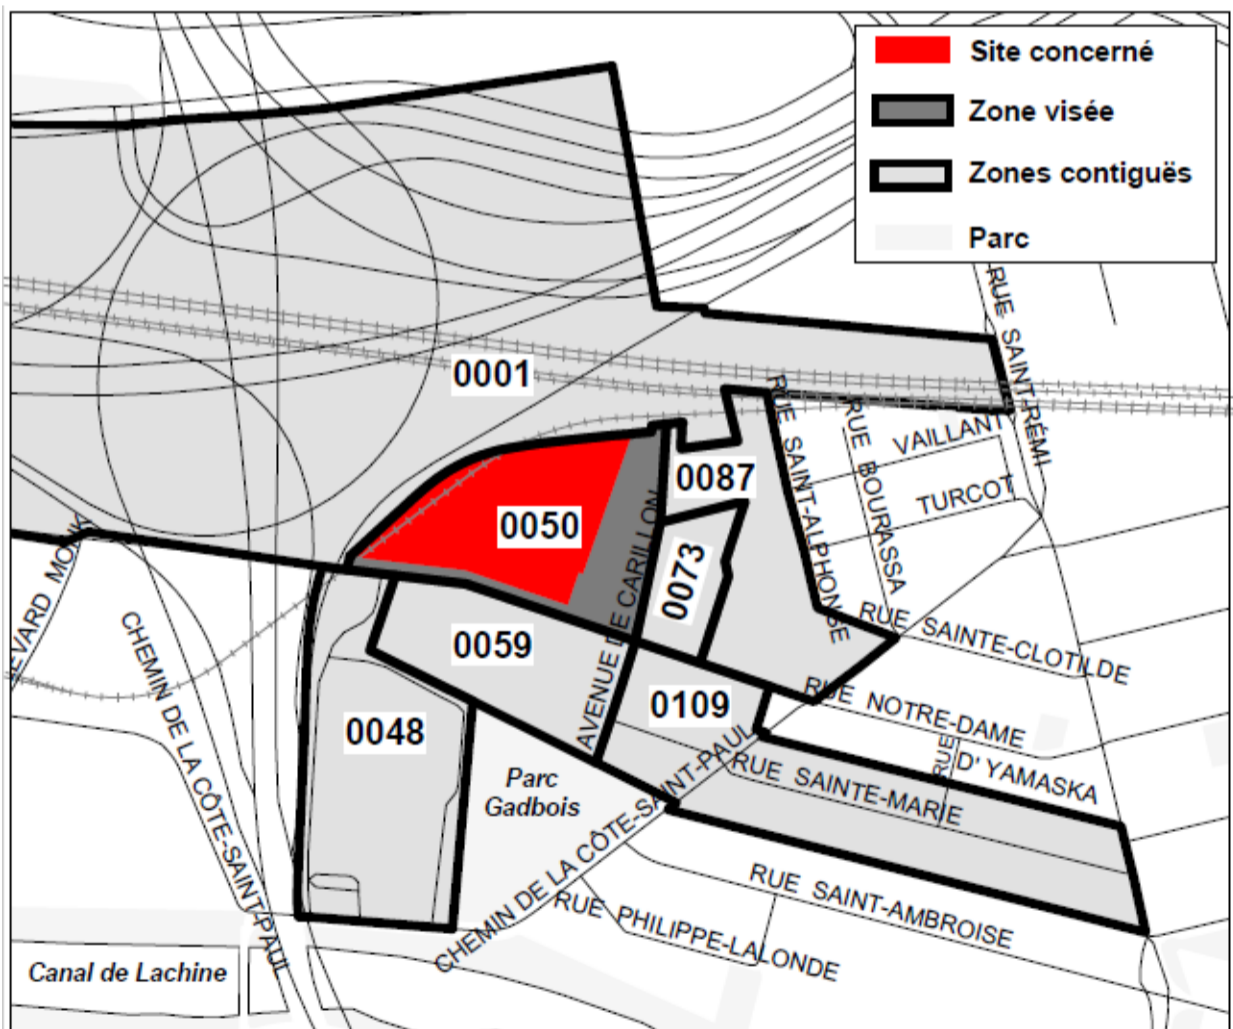 Site concerné
Zone visée
Zones contiguës
Parc
RUE SAINT-RÉMI
0001
RUE SAINT-ALPHONSE
RUE BOURASSA
VAILLANT
TURCOT
0087
0050
0073
AVENUE DE CARILLON
EVARD MONK
CHEMIN DE LA CÔTE-SAINT-PAUL
RUE SAINTE-CLOTILDE
0059
0048
0109
RUE NOTRE-DAME
RUE
D' YAMASKA
RUE SAINTE-MARIE
Parc
Gadbois
CHEMIN DE LA CÔTE-SAINT-PAUL
RUE SAINT-AMBROISE
RUE PHILIPPE-LALONDE
Canal de Lachine